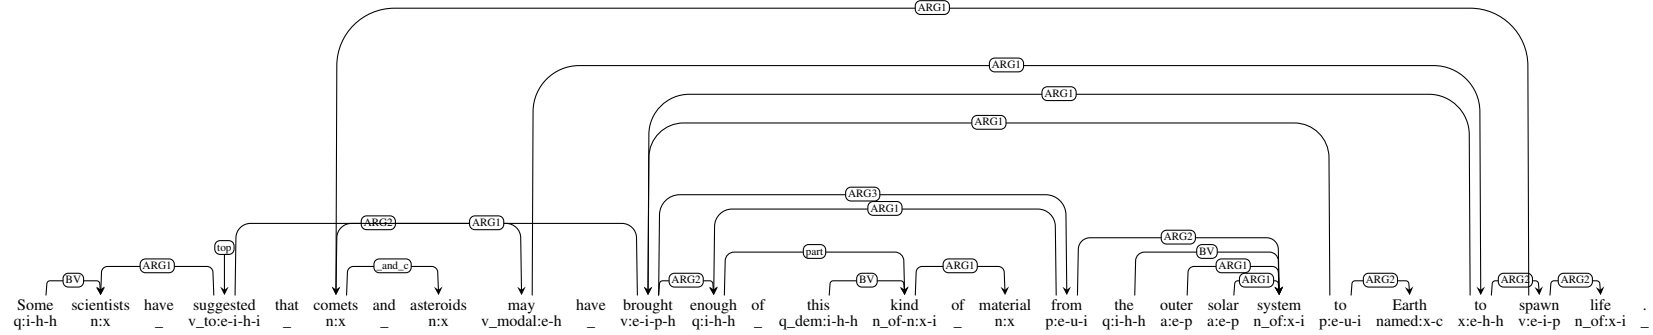 ARG1
ARG1
ARG1
ARG1
ARG3
ARG1
ARG2 ARG1
top part ARG2 BV
BV ARG1 _and_c ARG2 BV ARG1 ARG1 ARG1 ARG2 ARG2 ARG2
Some scientists have suggested that comets and asteroids may have brought enough of this kind of material from the outer solar system to Earth to spawn life .
q:i-h-h n:x _ v_to:e-i-h-i _ n:x _ n:x v_modal:e-h _ v:e-i-p-h q:i-h-h _ q_dem:i-h-h n_of-n:x-i _ n:x p:e-u-i q:i-h-h a:e-p a:e-p n_of:x-i p:e-u-i named:x-c x:e-h-h v:e-i-p n_of:x-i _